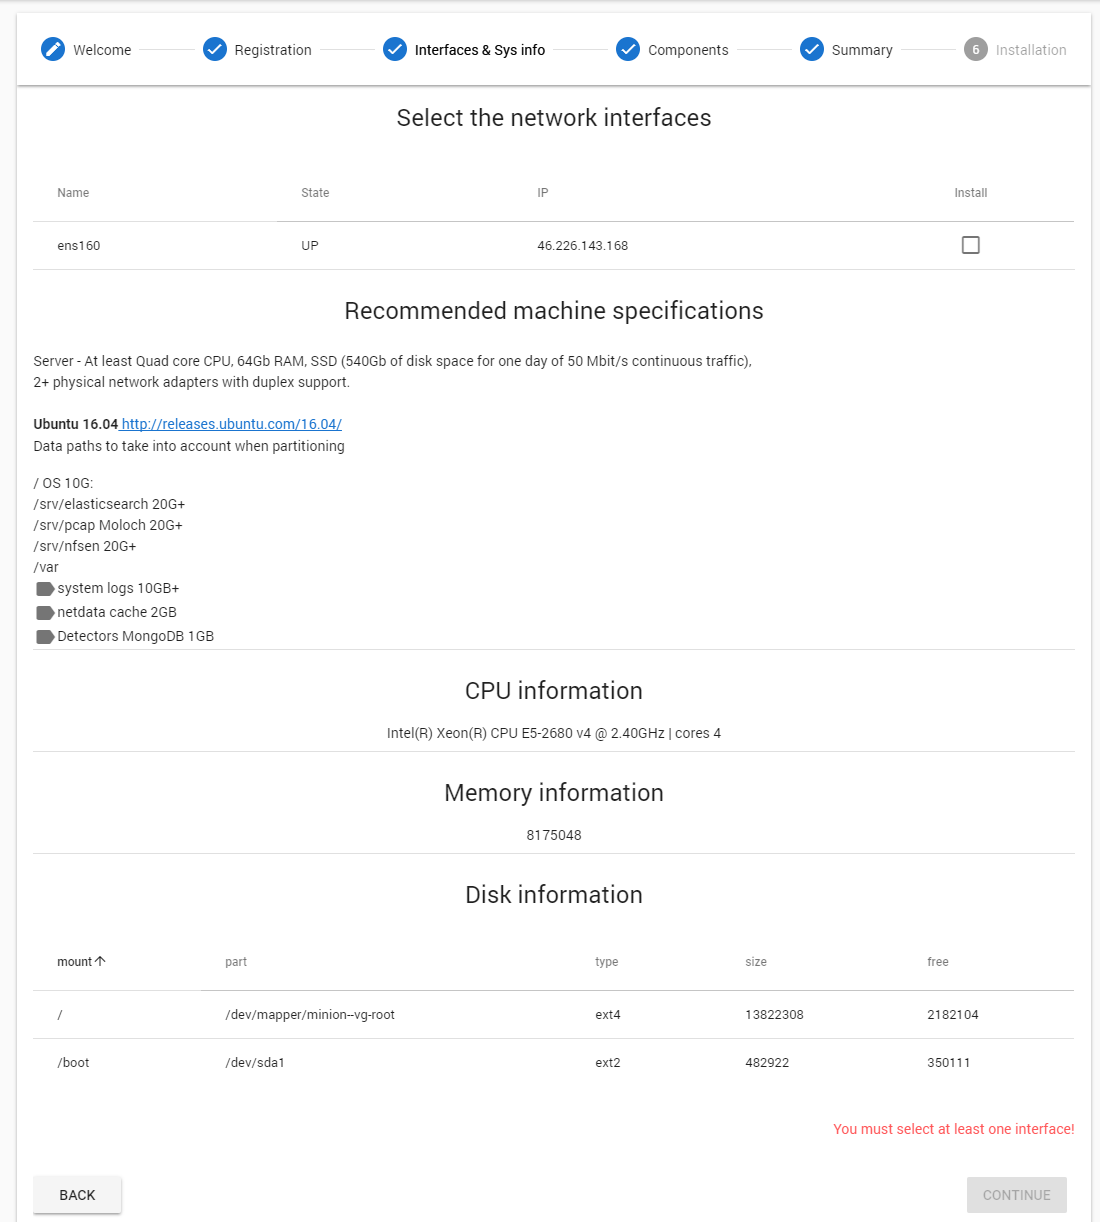 Welcome Registration Interfaces & Sys info Components Summary 6 Installation
Select the network interfaces
Name State IP Install
ens160 UP 46.226.143.168
Recommended machine specifications
Server - At least Quad core CPU, 64Gb RAM, SSD (540Gb of disk space for one day of 50 Mbit/s continuous traffic),
2+ physical network adapters with duplex support.
Ubuntu 16.04 http://releases.ubuntu.com/16.04/
Data paths to take into account when partitioning
/ OS 10G:
/srv/elasticsearch 20G+
/srv/pcap Moloch 20G+
/srv/nfsen 20G+
/var
system logs 10GB+
netdata cache 2GB
Detectors MongoDB 1GB
CPU information
Intel(R) Xeon(R) CPU E5-2680 v4 @ 2.40GHz | cores 4
Memory information
8175048
Disk information
mount part type size free
/ /dev/mapper/minion--vg-root ext4 13822308 2182104
/boot /dev/sda1 ext2 482922 350111
You must select at least one interface!
BACK CONTINUE